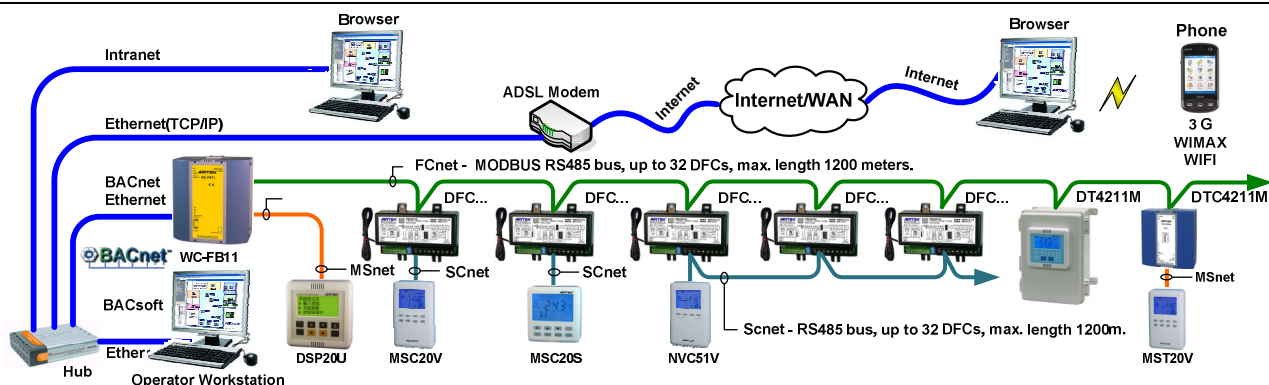 Browser
Browser
Phone
Intranet
Internet
ADSL Modem
Internet
Internet/WAN
Ethernet(TCP/IP)
3 G
WIMAX
WIFI
FCnet - MODBUS RS485 bus, up to 32 DFCs, max. length 1200 meters.
BACnet
Ethernet
DFC...
DFC...
DFC...
DFC...
DFC...
DT4211M
DTC4211M
AIRTEK
BACnet™
WC-FB11
MSnet
SCnet
SCnet
MSnet
BACsoft
Scnet - RS485 bus, up to 32 DFCs, max. length 1200m.
Ether
Hub
Operator Workstation
DSP20U
MSC20V
MSC20S
NVC51V
MST20V